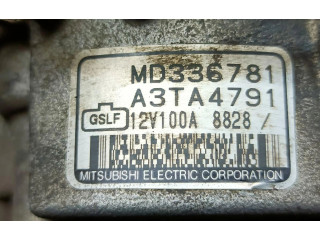 MD336781
A3TA4791
GSLF 12V100A 8828 /
MITSUBISHI ELECTRIC CORPORATION